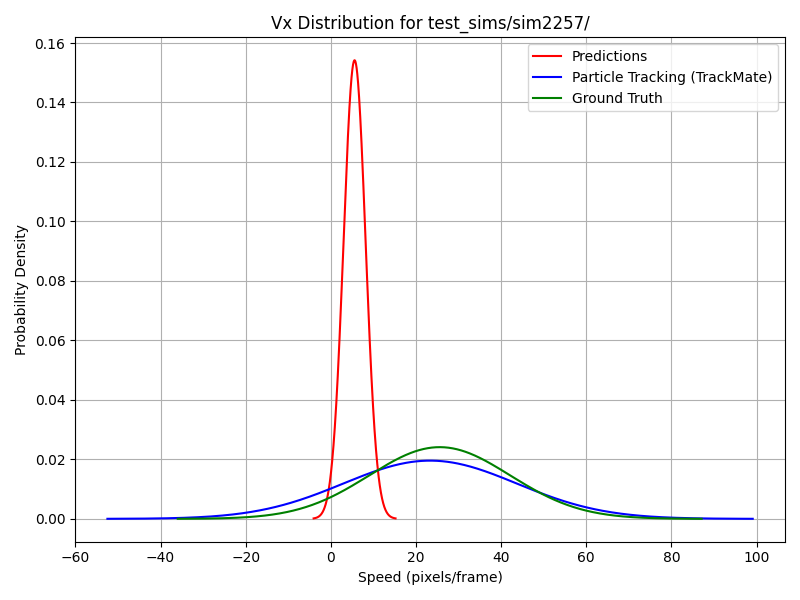 Vx Distribution for test_sims/sim2257/
Predictions
Particle Tracking (TrackMate)
Ground Truth
Probability Density
0.16
0.14
0.12
0.10
0.08
0.06
0.04
0.02
0.00
−60 −40 −20 0 20 40 60 80 100
Speed (pixels/frame)